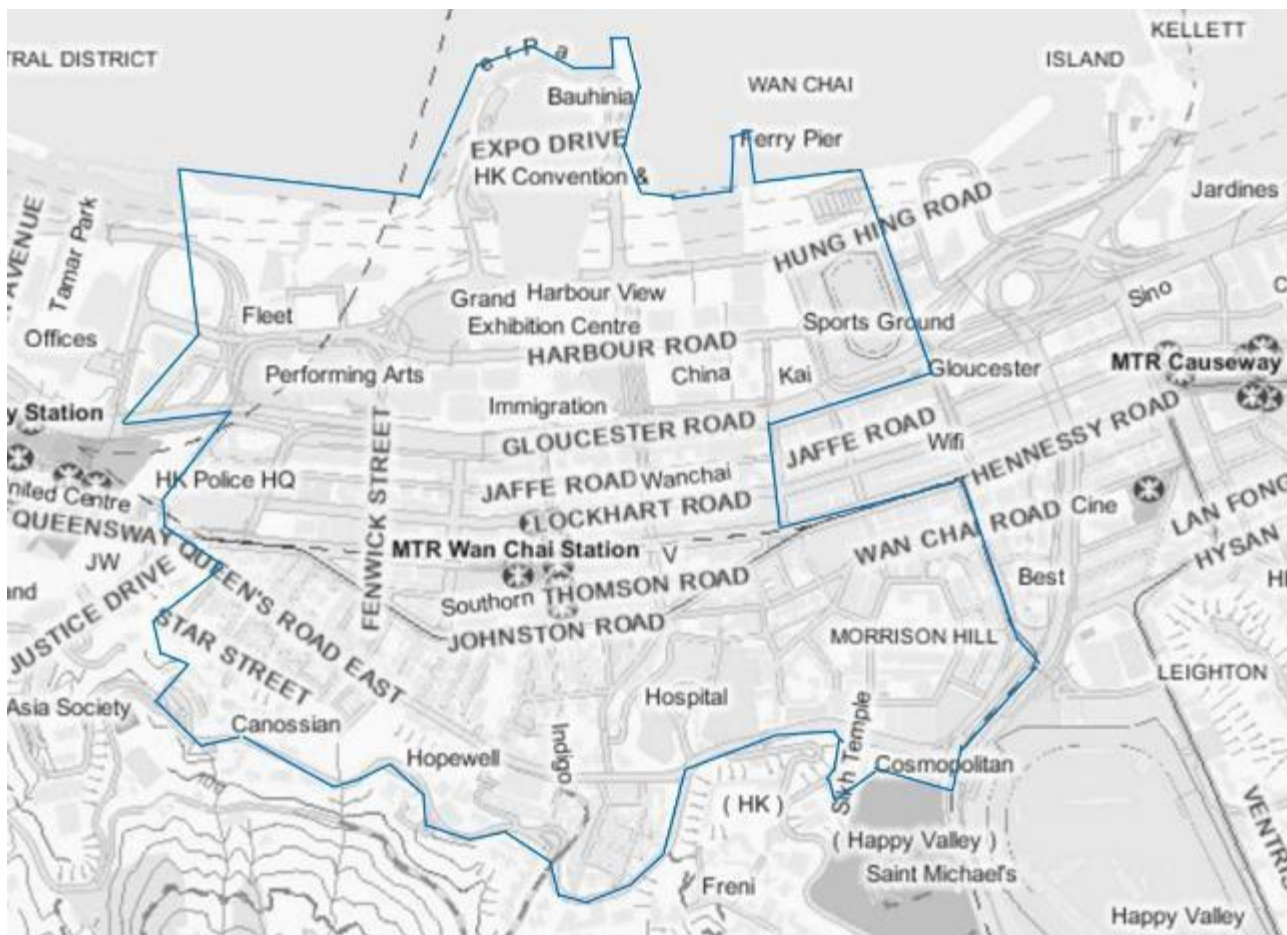 KELLETT
TRAL DISTRICT
ISLAND
er P a
Bauhinia
WAN CHAI
EXPO DRIVE
Ferry Pier
HK Convention &
Jardines
AVENUE
Tamar Park
HUNG HING ROAD
Grand
Harbour View
Sino
C
Fleet
Exhibition Centre
Sports Ground
Offices
HARBOUR ROAD
MTR Causeway
Performing Arts
China
Kai
Gloucester
y Station
Immigration
GLOUCESTER ROAD
JAFFE ROAD
Wifi
HENNESSY ROAD
FENWICK STREET
HK Police HQ
JAFFE ROAD
Wanchai
nited Centre
LOCKHART ROAD
WAN CHAI ROAD
Cine
LAN FONG
HYSAN
QUEENSWAY
QUEEN'S ROAD EAST
JW
MTR Wan Chai Station
V
Best
and
JUSTICE DRIVE
Southorn
THOMSON ROAD
HE
STAR STREET
JOHNSTON ROAD
MORRISON HILL
LEIGHTON
Asia Society
Hospital
Canossian
Indigo
Sikh Temple
Hopewell
Cosmopolitan
( HK )
VENTRIS
( Happy Valley )
Freni
Saint Michael's
Happy Valley